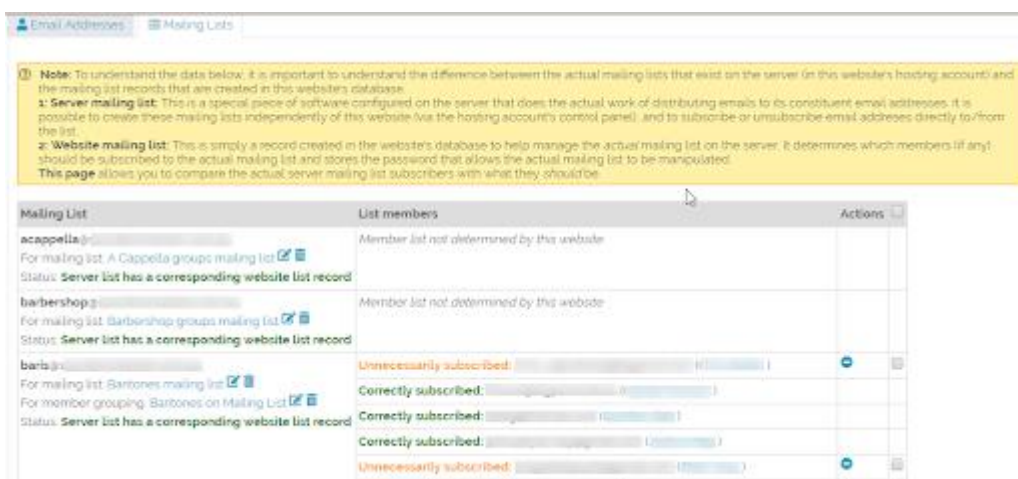 Email Addresses
Mailing Lists
Note: To understand the data below, it is important to understand the difference between the actual mailing lists that exist on the server (in this website's hosting account) and
the mailing list records that are created in this website's database.
1: Server mailing list: This is a special piece of software configured on the server that does the actual work of distributing emails to its constituent email addresses. It is
possible to create these mailing lists independently of this website (via the hosting account's control panel), and to subscribe or unsubscribe email addreses directly to/from
the list.
2: Website mailing list: This is simply a record created in the website's database to help manage the actual mailing list on the server. It determines which members (if any)
should be subscribed to the actual mailing list and stores the password that allows the actual mailing list to be manipulated.
This page allows you to compare the actual server mailing list subscribers with what they should be.
Mailing List List members Actions
acappella Member list not determined by this website
For mailing list: A Cappella groups mailing list
Status: Server list has a corresponding website list record
barbershop Member list not determined by this website
For mailing list: Barbershop groups mailing list
Status: Server list has a corresponding website list record
baris Unnecessarily subscribed:
For mailing list: Baritones mailing list
Correctly subscribed:
For member grouping: Baritones on Mailing List
Correctly subscribed:
Status: Server list has a corresponding website list record
Correctly subscribed:
Unnecessarily subscribed: